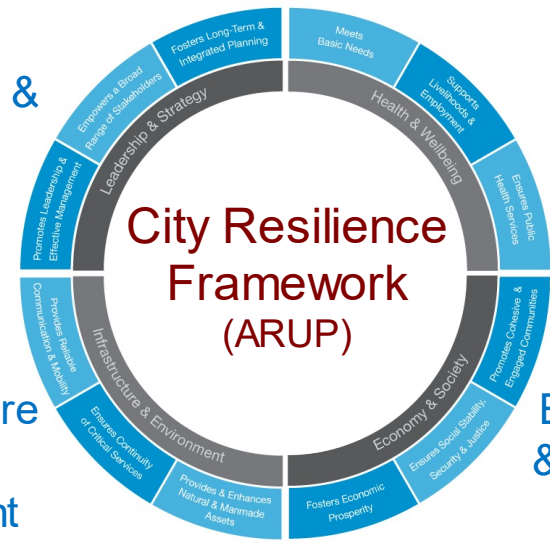 Fosters Long-Term &
Integrated Planning
Meets
Basic Needs
&
Empowers a Broad
Range of Stakeholders
Supports
Livelihoods &
Employment
Leadership & Strategy
Health & Wellbeing
Promotes Leadership &
Effective Management
Ensures Public
Health Services
City Resilience
Framework
(ARUP)
Provides Reliable
Communication & Mobility
Promotes Cohesive &
Engaged Communities
Infrastructure & Environment
Economy & Society
re
E
&
Ensures Continuity
of Critical Services
Ensures Social Stability,
Security & Justice
Provides & Enhances
Natural & Manmade
Assets
Fosters Economic
Prosperity
nt